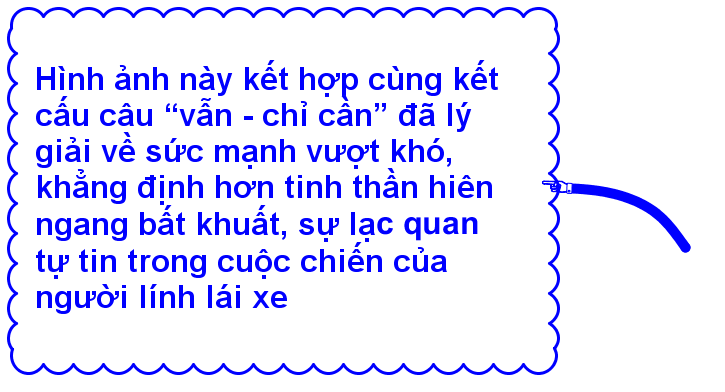 Hình ảnh này kết hợp cùng kết
cấu câu “vẫn - chỉ cần” đã lý
giải về sức mạnh vượt khó,
khẳng định hơn tinh thần hiên
ngang bất khuất, sự lạc quan
tự tin trong cuộc chiến của
người lính lái xe